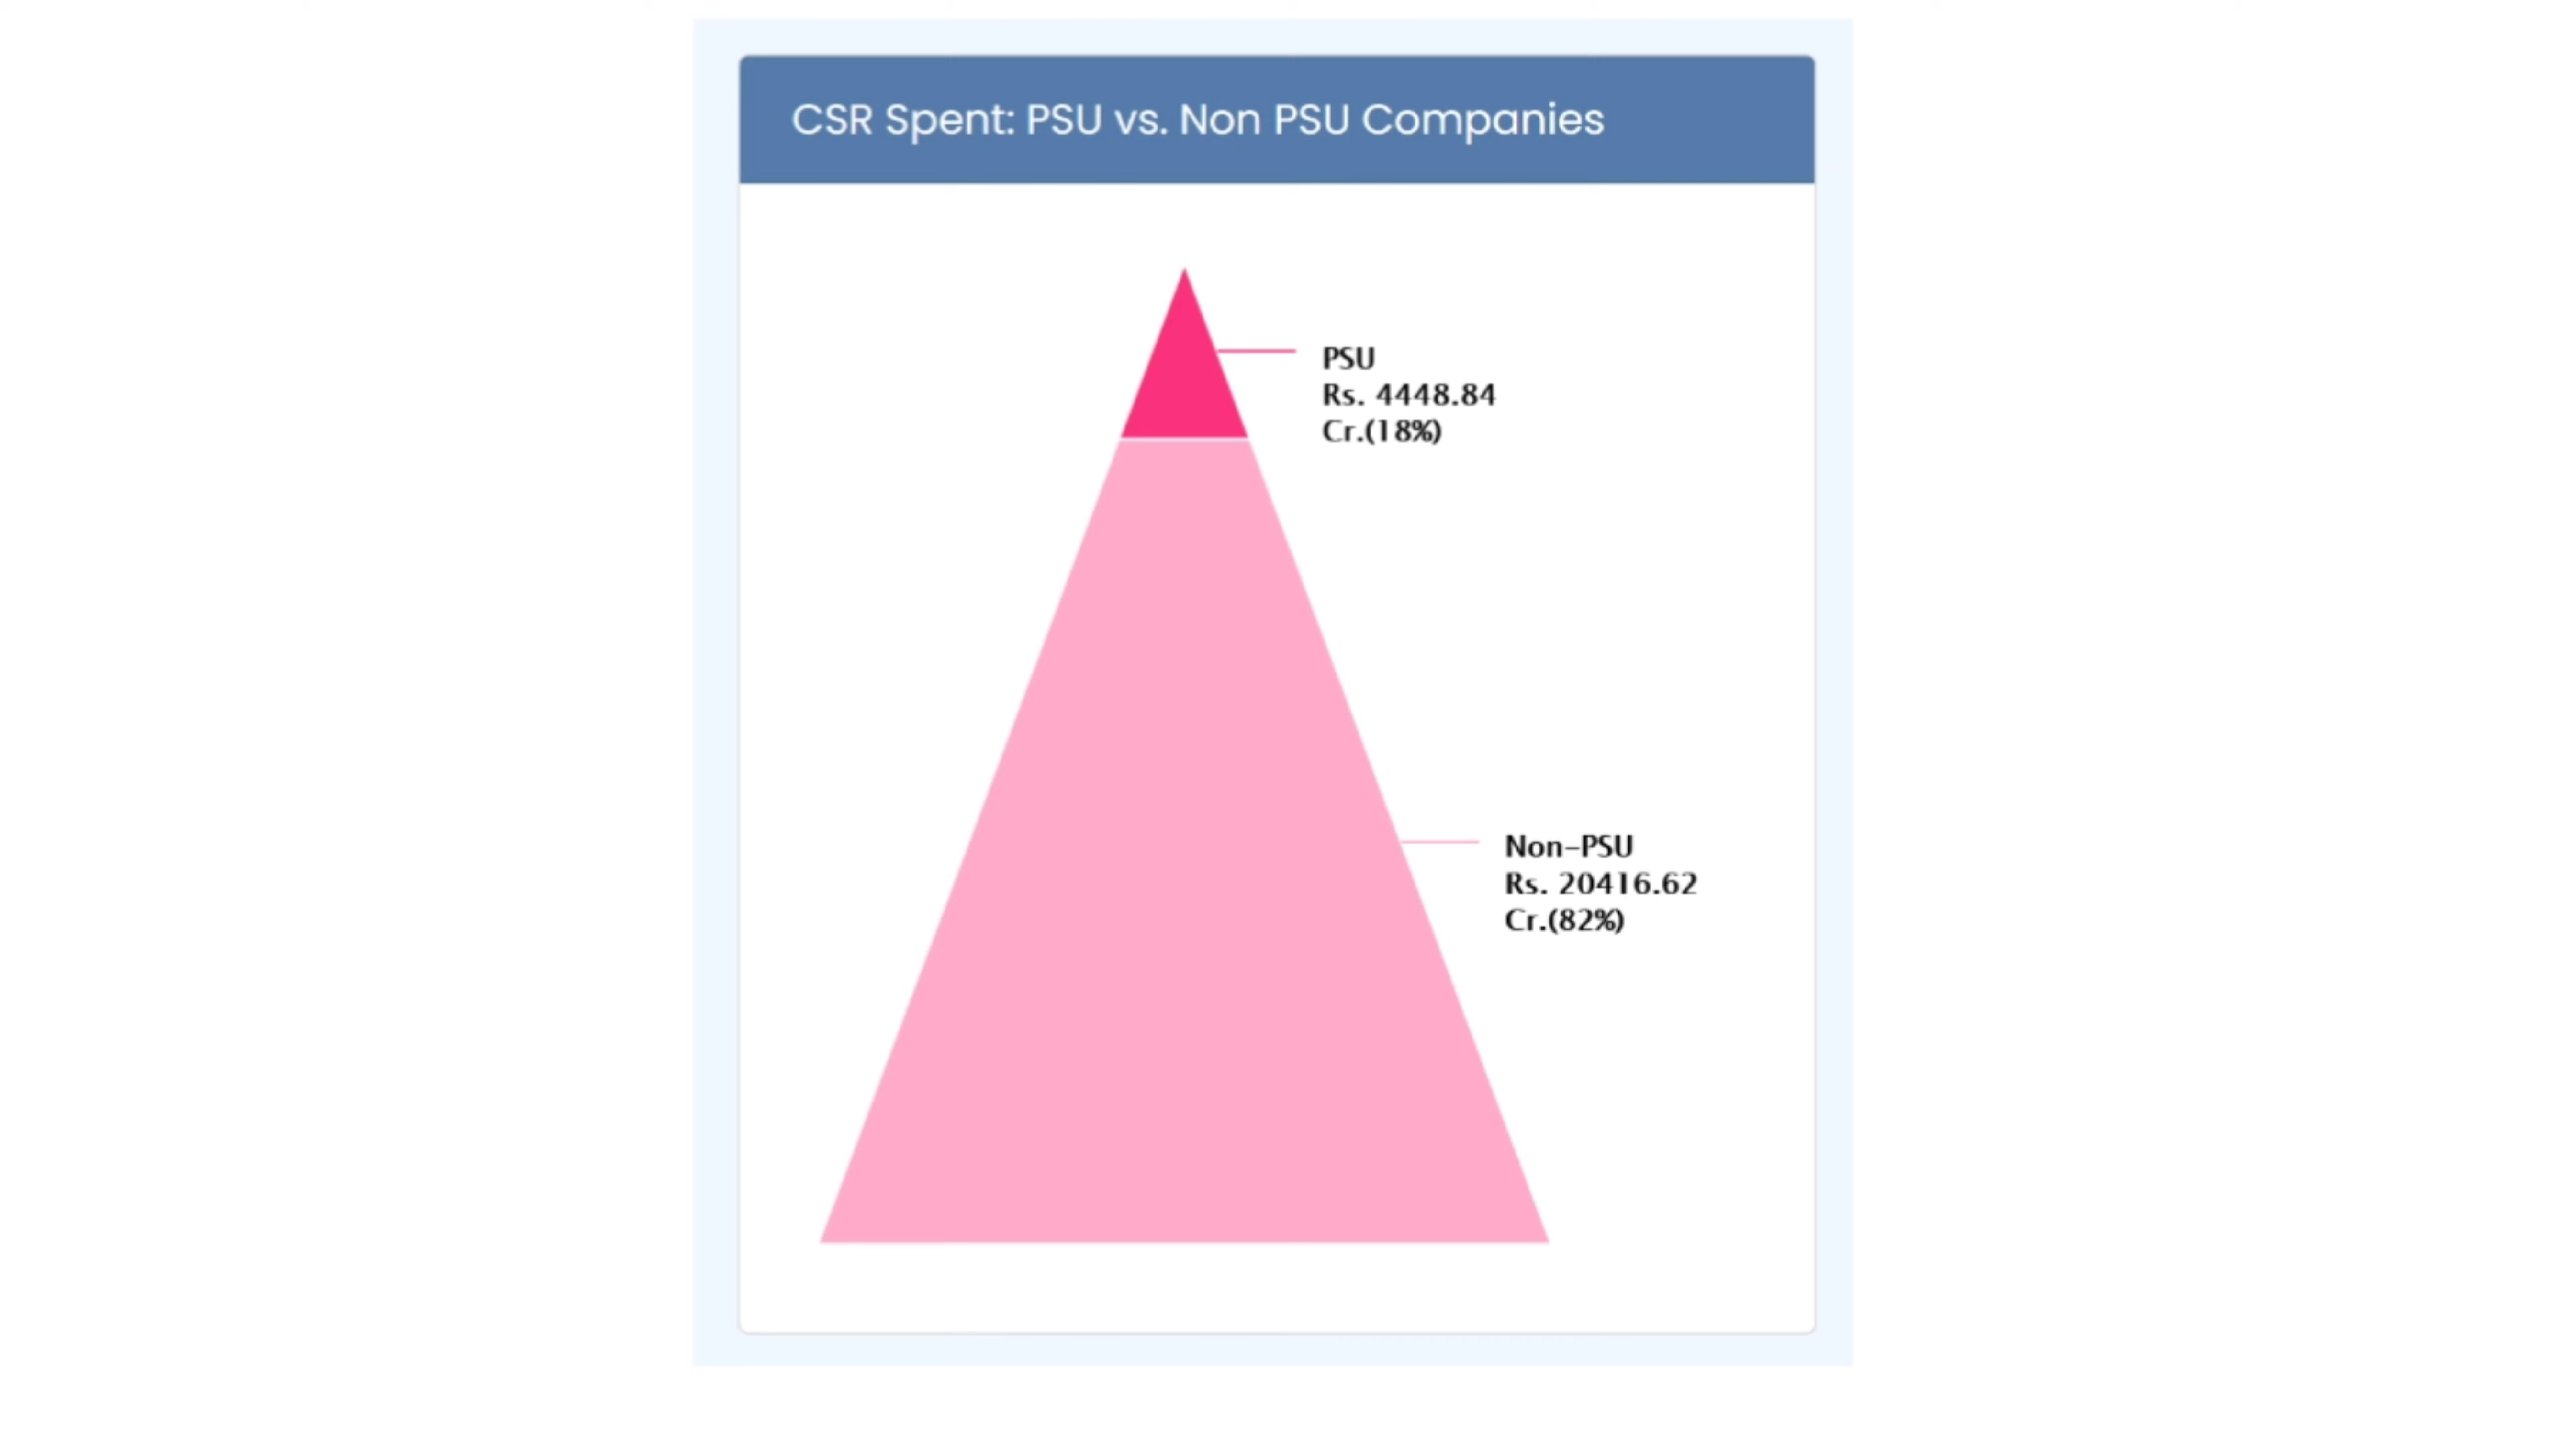 CSR Spent: PSU vs. Non PSU Companies
PSU
Rs. 4448.84
Cr.(18%)
Non-PSU
Rs. 20416.62
Cr.(82%)